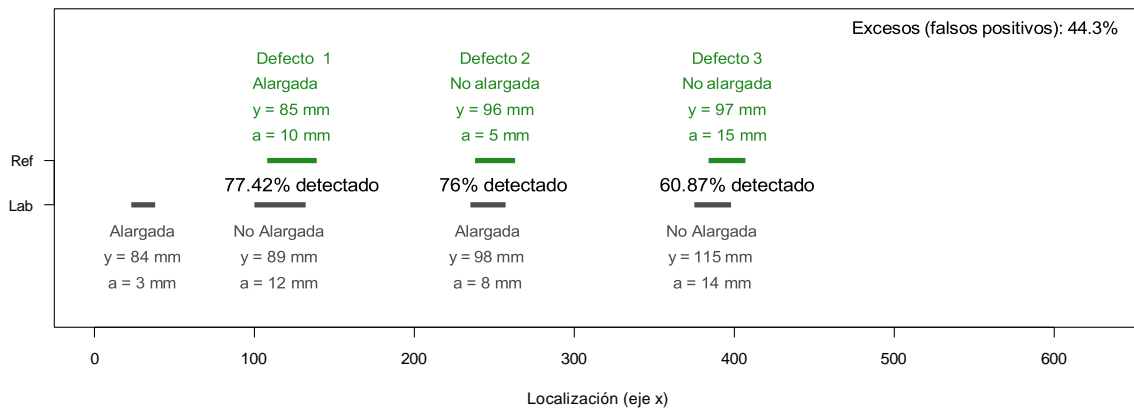 Excesos (falsos positivos): 44.3%
Defecto 1
Alargada
y = 85 mm
a = 10 mm
Defecto 2
No alargada
y = 96 mm
a = 5 mm
Defecto 3
No alargada
y = 97 mm
a = 15 mm
Ref
77.42% detectado
76% detectado
60.87% detectado
Lab
Alargada
y = 84 mm
a = 3 mm
No Alargada
y = 89 mm
a = 12 mm
Alargada
y = 98 mm
a = 8 mm
No Alargada
y = 115 mm
a = 14 mm
0 100 200 300 400 500 600
Localización (eje x)